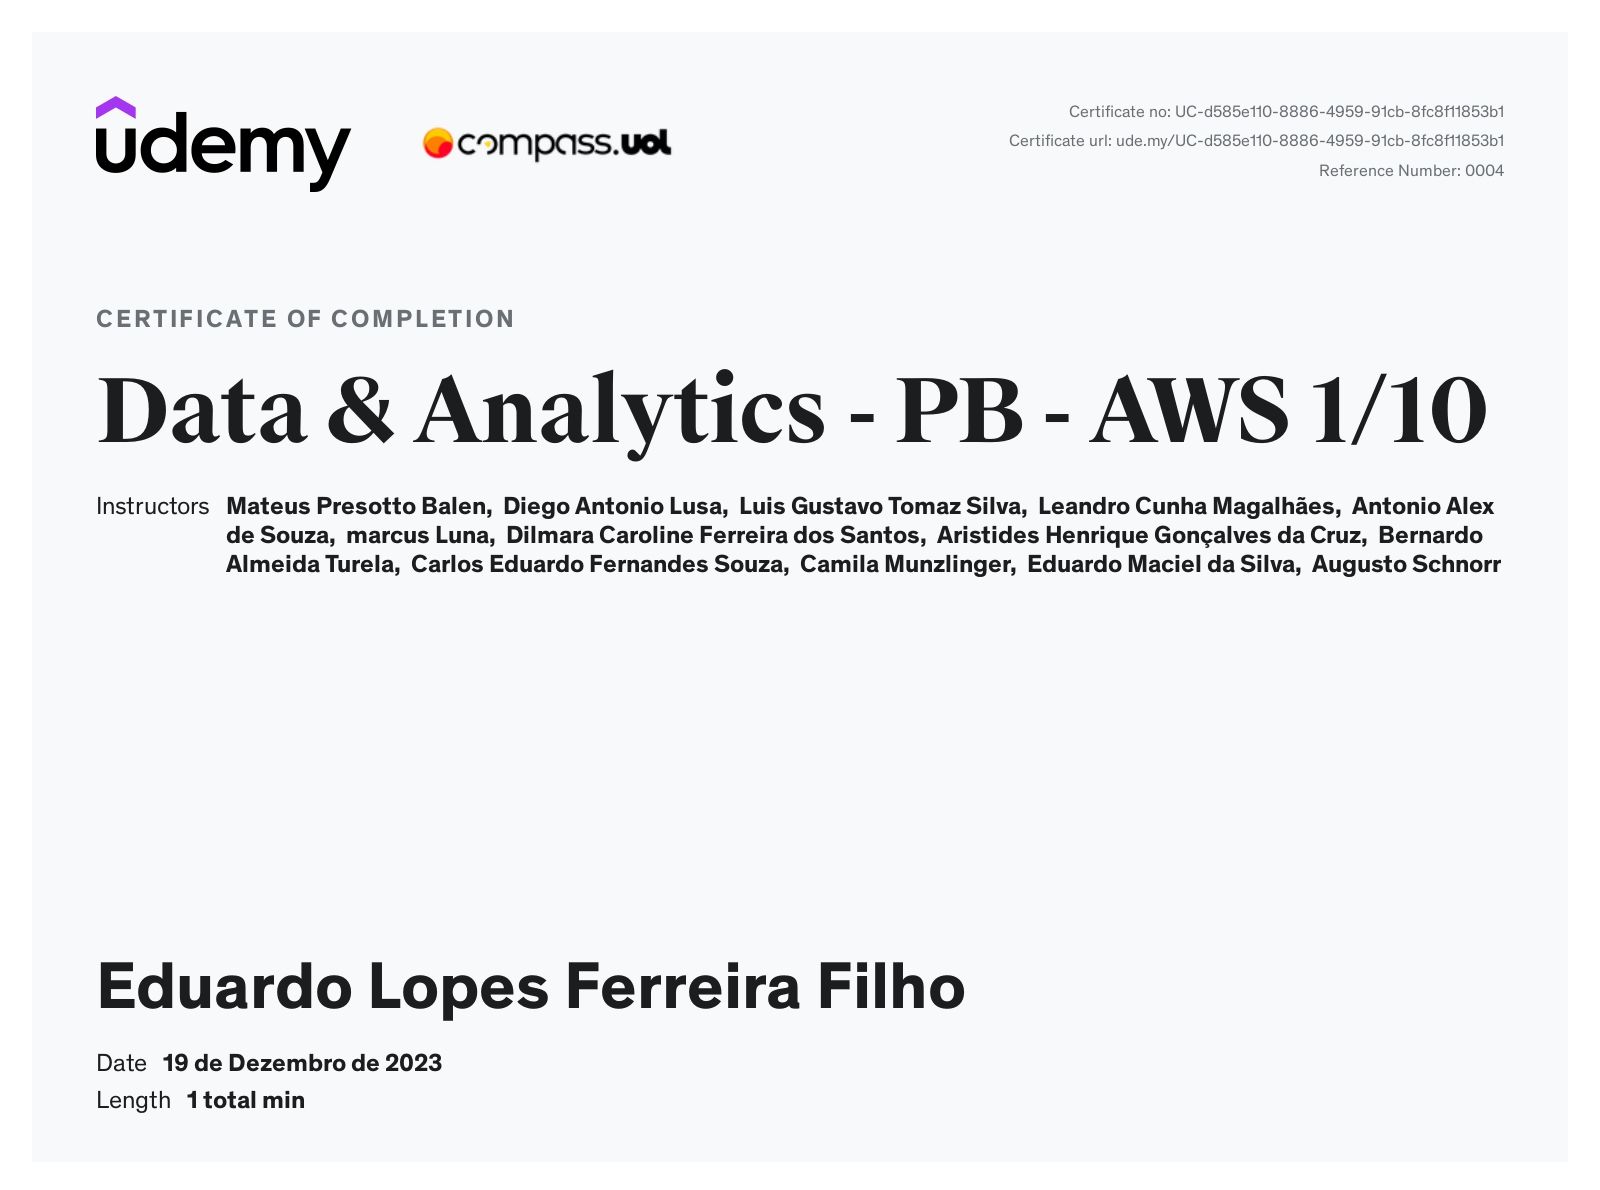 udemy
compass.uol
Certificate no: UC-d585e110-8886-4959-91cb-8fc8f11853b1
Certificate url: ude.my/UC-d585e110-8886-4959-91cb-8fc8f11853b1
Reference Number: 0004
CERTIFICATE OF COMPLETION
Data & Analytics - PB - AWS 1/10
Instructors Mateus Presotto Balen, Diego Antonio Lusa, Luis Gustavo Tomaz Silva, Leandro Cunha Magalhães, Antonio Alex
de Souza, marcus Luna, Dilmara Caroline Ferreira dos Santos, Aristides Henrique Gonçalves da Cruz, Bernardo
Almeida Turela, Carlos Eduardo Fernandes Souza, Camila Munzlinger, Eduardo Maciel da Silva, Augusto Schnorr
Eduardo Lopes Ferreira Filho
Date 19 de Dezembro de 2023
Length 1 total min